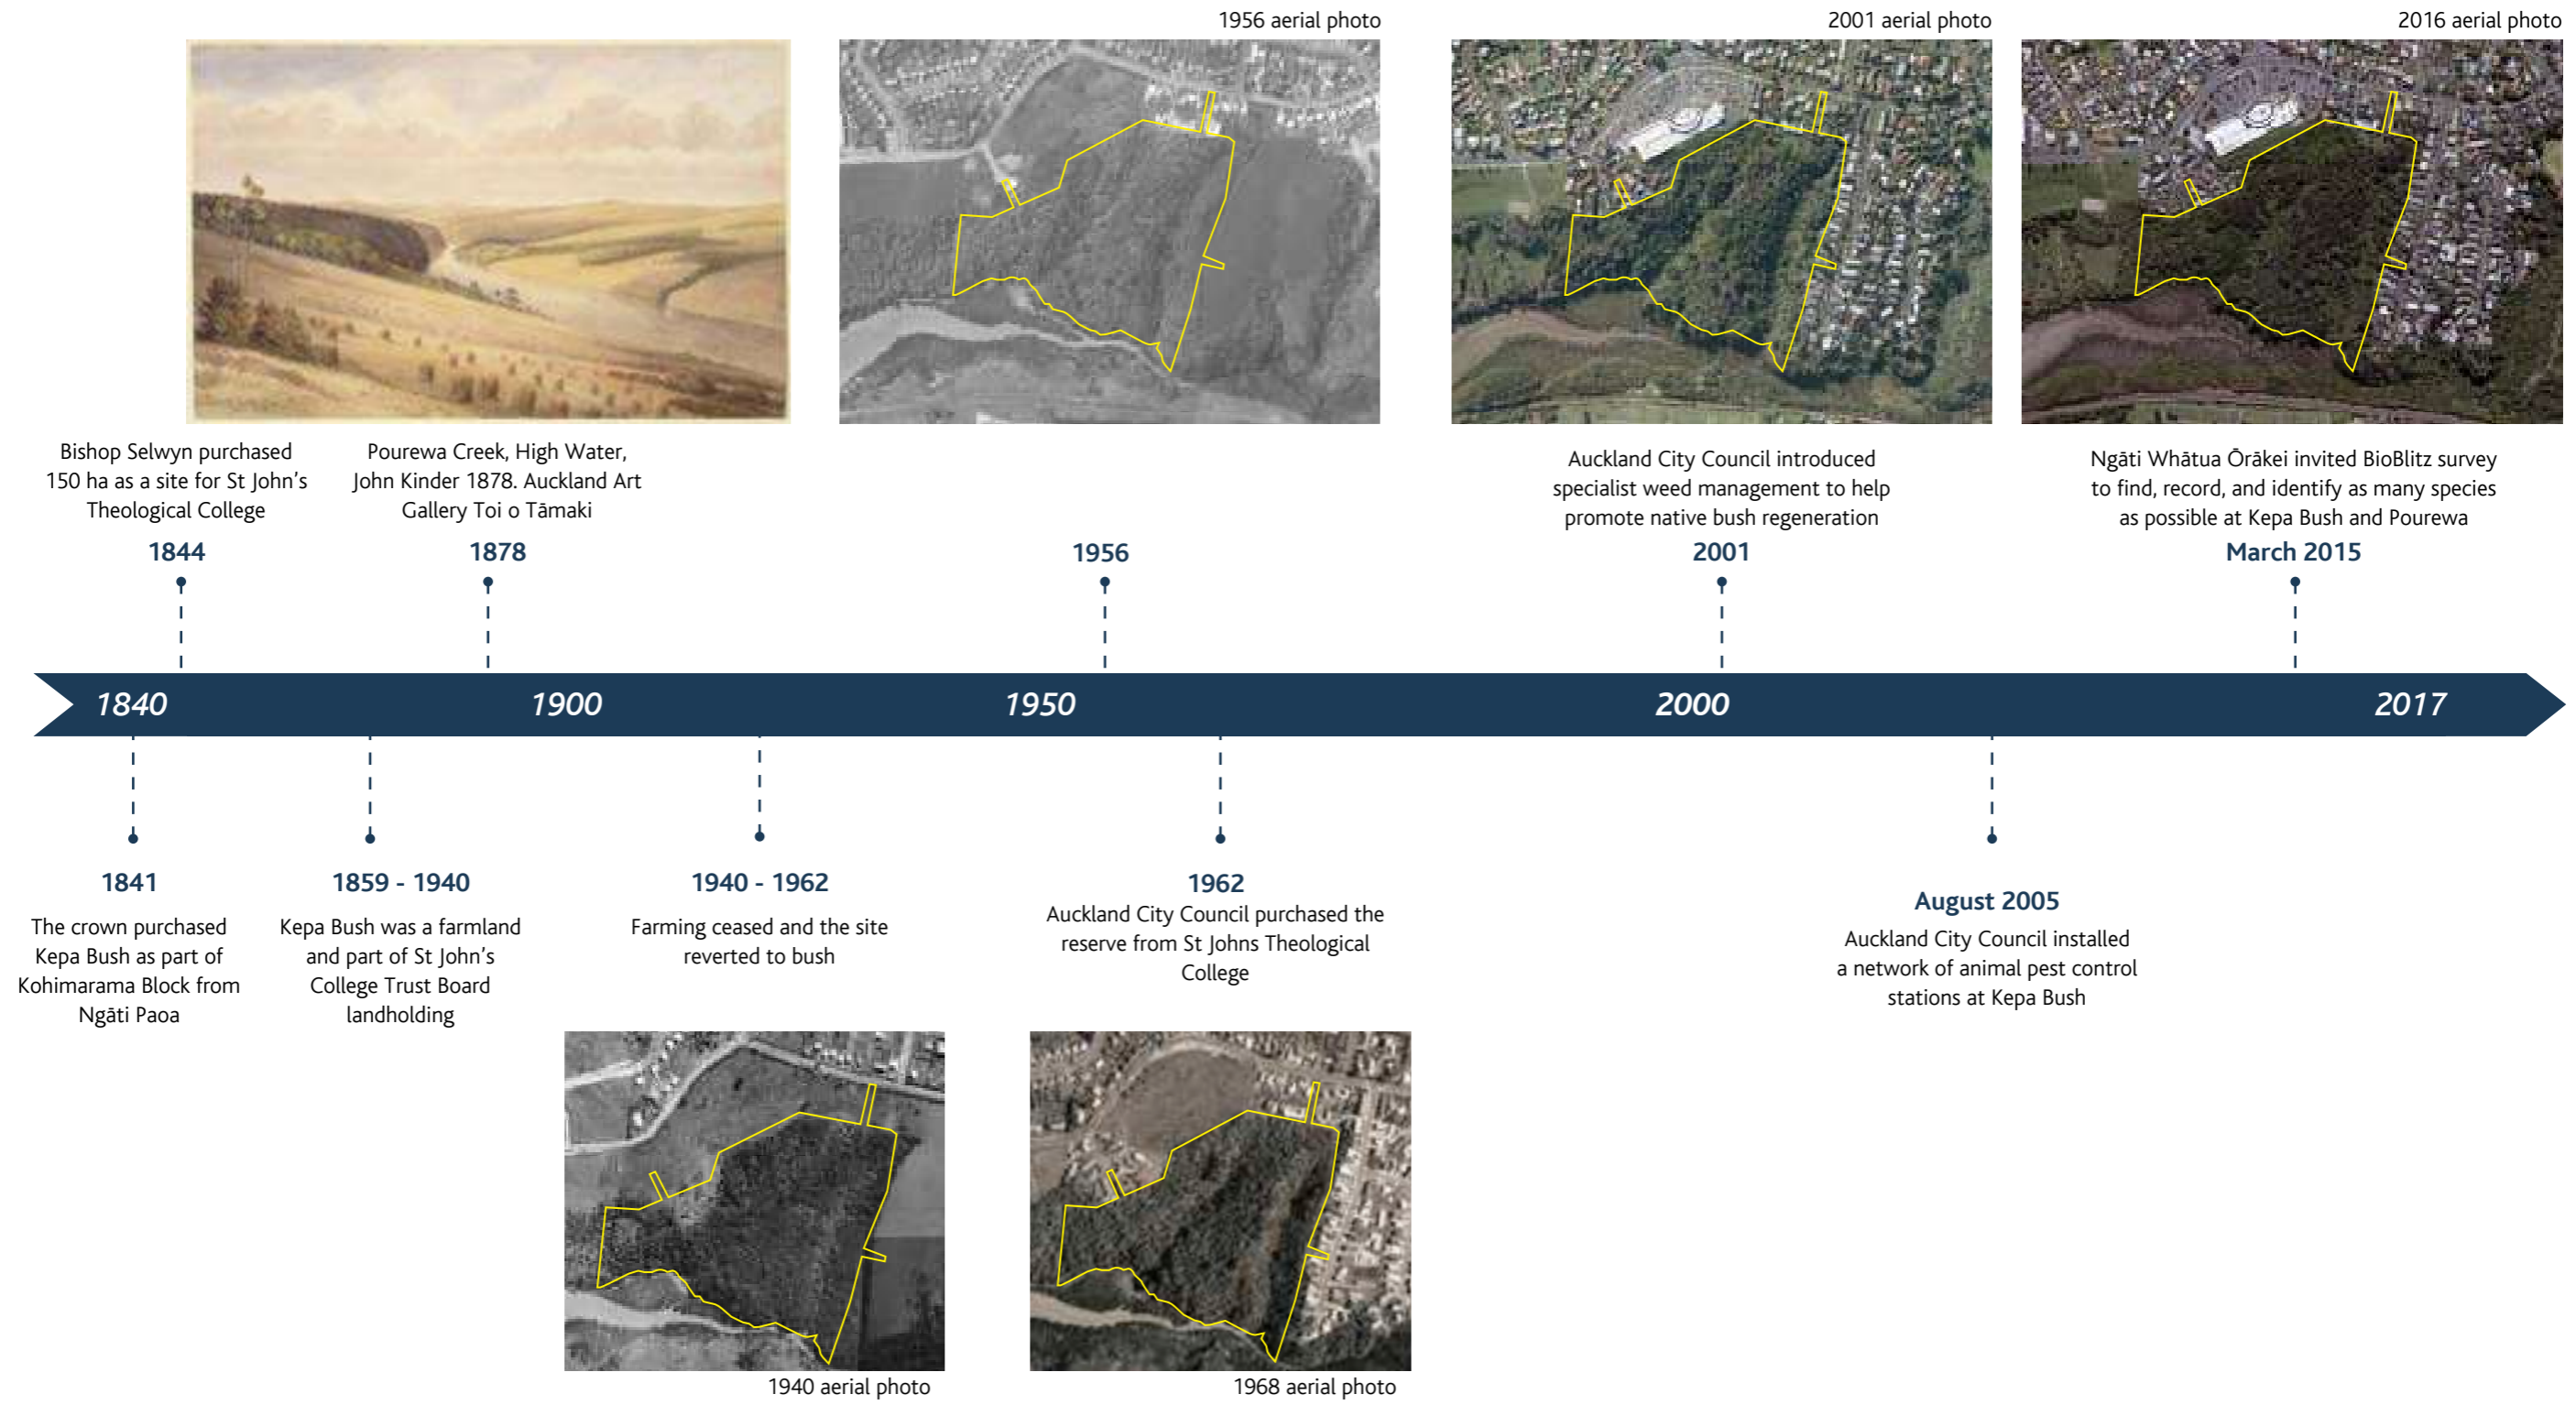 1956 aerial photo
2001 aerial photo
2016 aerial photo
Bishop Selwyn purchased
150 ha as a site for St John's
Theological College
1844
Pourewa Creek, High Water,
John Kinder 1878. Auckland Art
Gallery Toi o Tāmaki
1878
1956
Auckland City Council introduced
specialist weed management to help
promote native bush regeneration
2001
Ngāti Whātua Ōrākei invited BioBlitz survey
to find, record, and identify as many species
as possible at Kepa Bush and Pourewa
March 2015
1840
1900
1950
2000
2017
1841
The crown purchased
Kepa Bush as part of
Kohimarama Block from
Ngāti Paoa
1859 - 1940
Kepa Bush was a farmland
and part of St John's
College Trust Board
landholding
1940 - 1962
Farming ceased and the site
reverted to bush
1962
Auckland City Council purchased the
reserve from St Johns Theological
College
August 2005
Auckland City Council installed
a network of animal pest control
stations at Kepa Bush
1940 aerial photo
1968 aerial photo